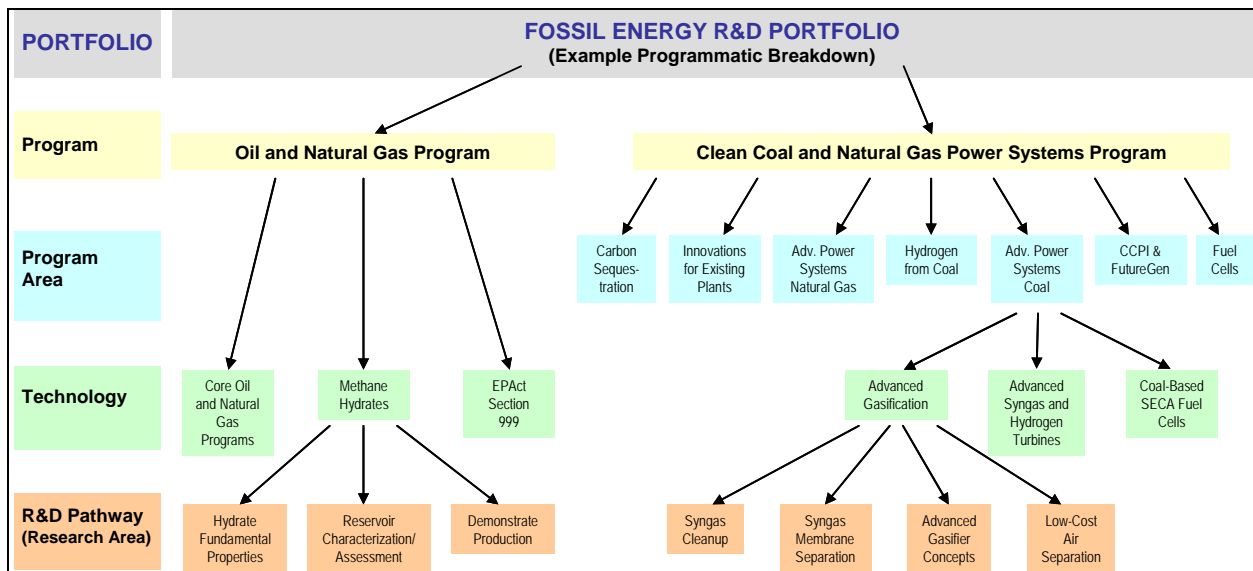 PORTFOLIO
FOSSIL ENERGY R&D PORTFOLIO
(Example Programmatic Breakdown)
Program
Oil and Natural Gas Program
Clean Coal and Natural Gas Power Systems Program
Program
Area
Carbon
Seques-
tration
Innovations
for Existing
Plants
Adv. Power
Systems
Natural Gas
Hydrogen
from Coal
Adv. Power
Systems
Coal
CCPI &
FutureGen
Fuel
Cells
Technology
Core Oil
and Natural
Gas
Programs
Methane
Hydrates
EPAct
Section
999
Advanced
Gasification
Advanced
Syngas and
Hydrogen
Turbines
Coal-Based
SECA Fuel
Cells
R&D Pathway
(Research Area)
Hydrate
Fundamental
Properties
Reservoir
Characterization/
Assessment
Demonstrate
Production
Syngas
Cleanup
Syngas
Membrane
Separation
Advanced
Gasifier
Concepts
Low-Cost
Air
Separation